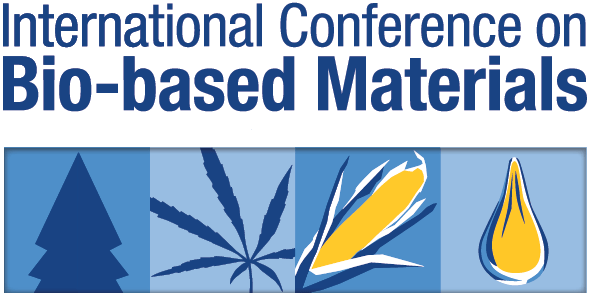 International Conference on
Bio-based Materials